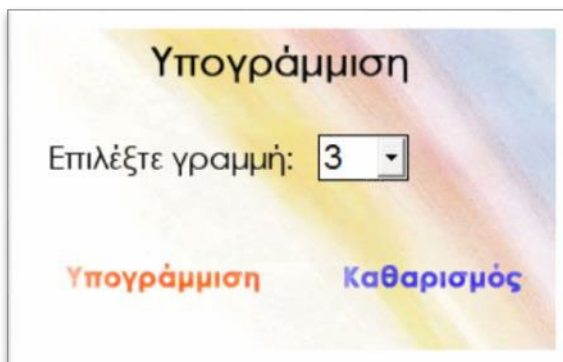 Υπογράμμιση
Επιλέξτε γραμμή: 3
Υπογράμμιση Καθαρισμός